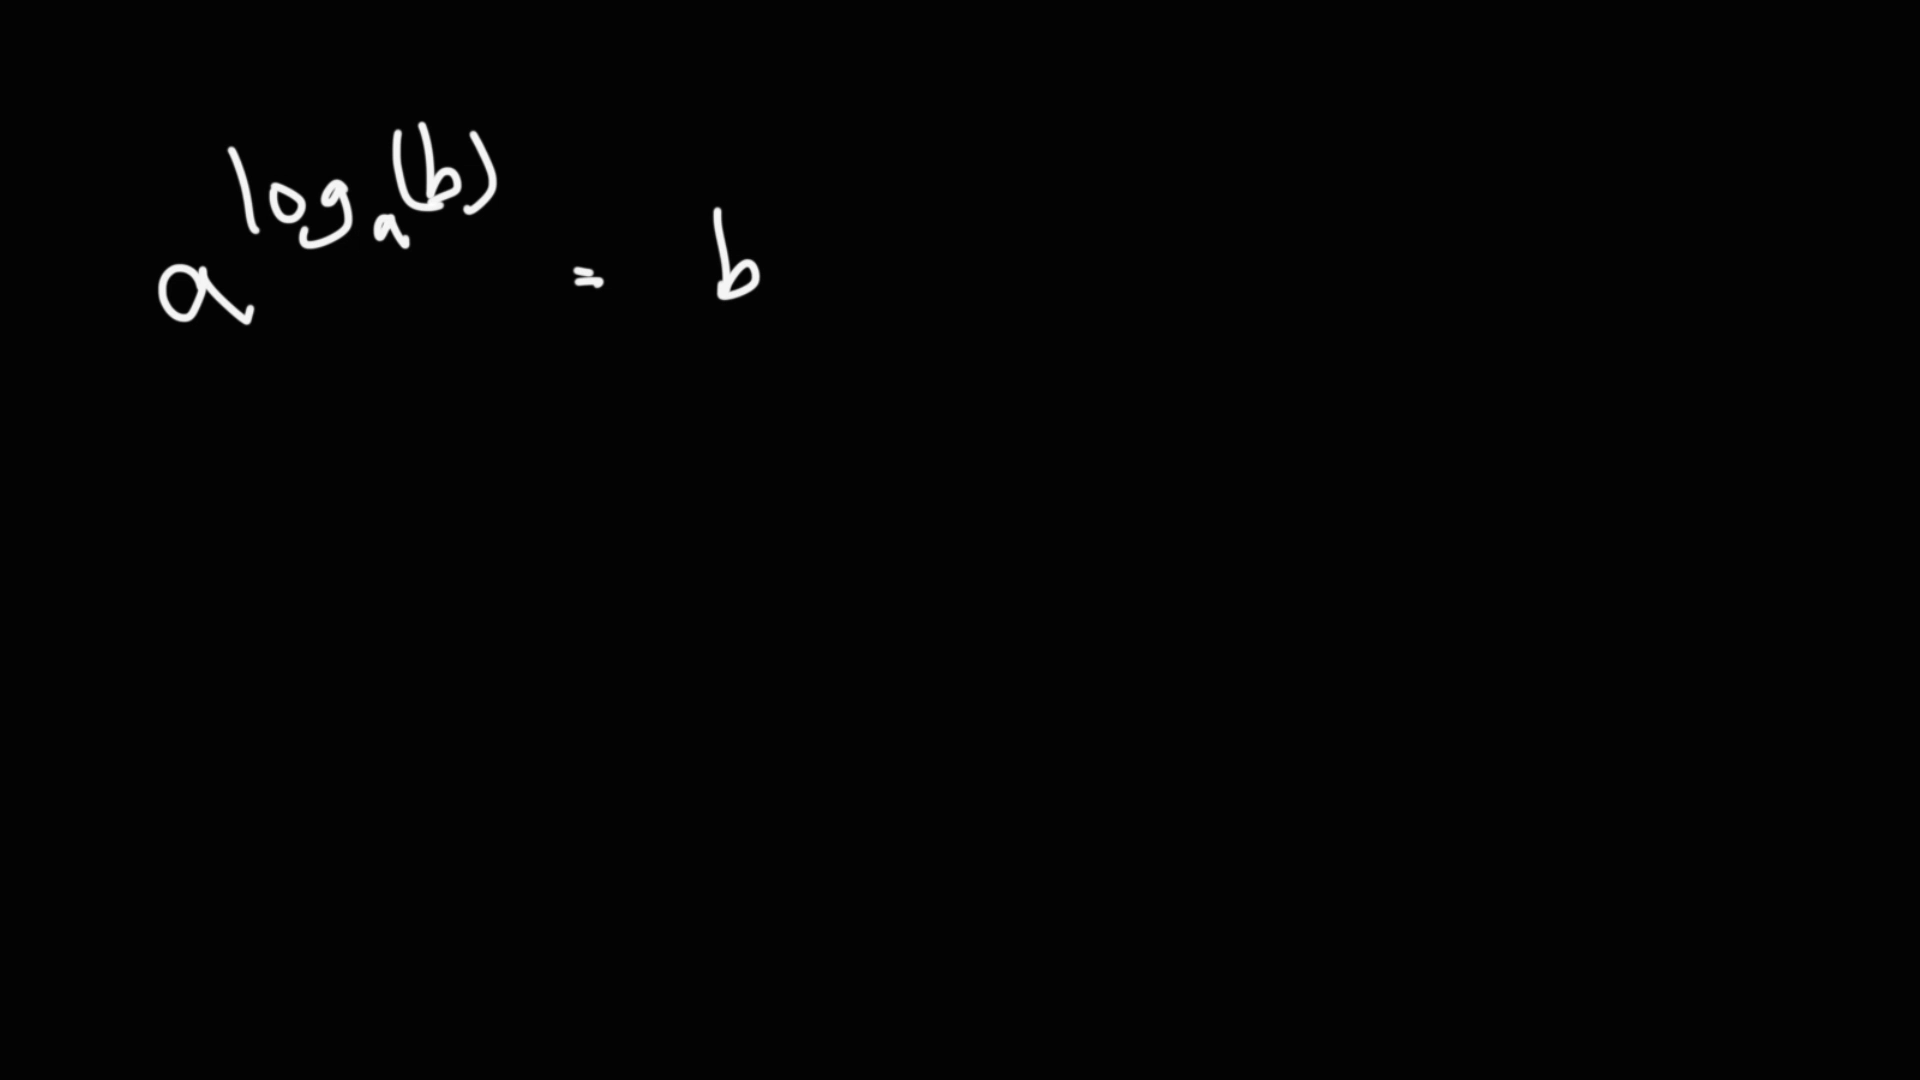 a^{log_a(b)} = b